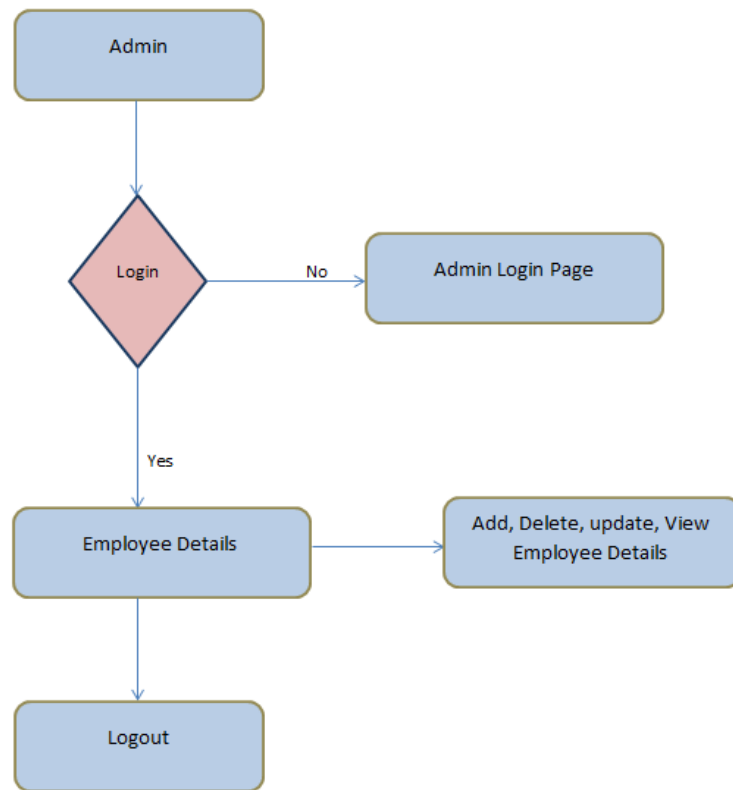 Admin
Login
No
Admin Login Page
Yes
Employee Details
Add, Delete, update, View
Employee Details
Logout